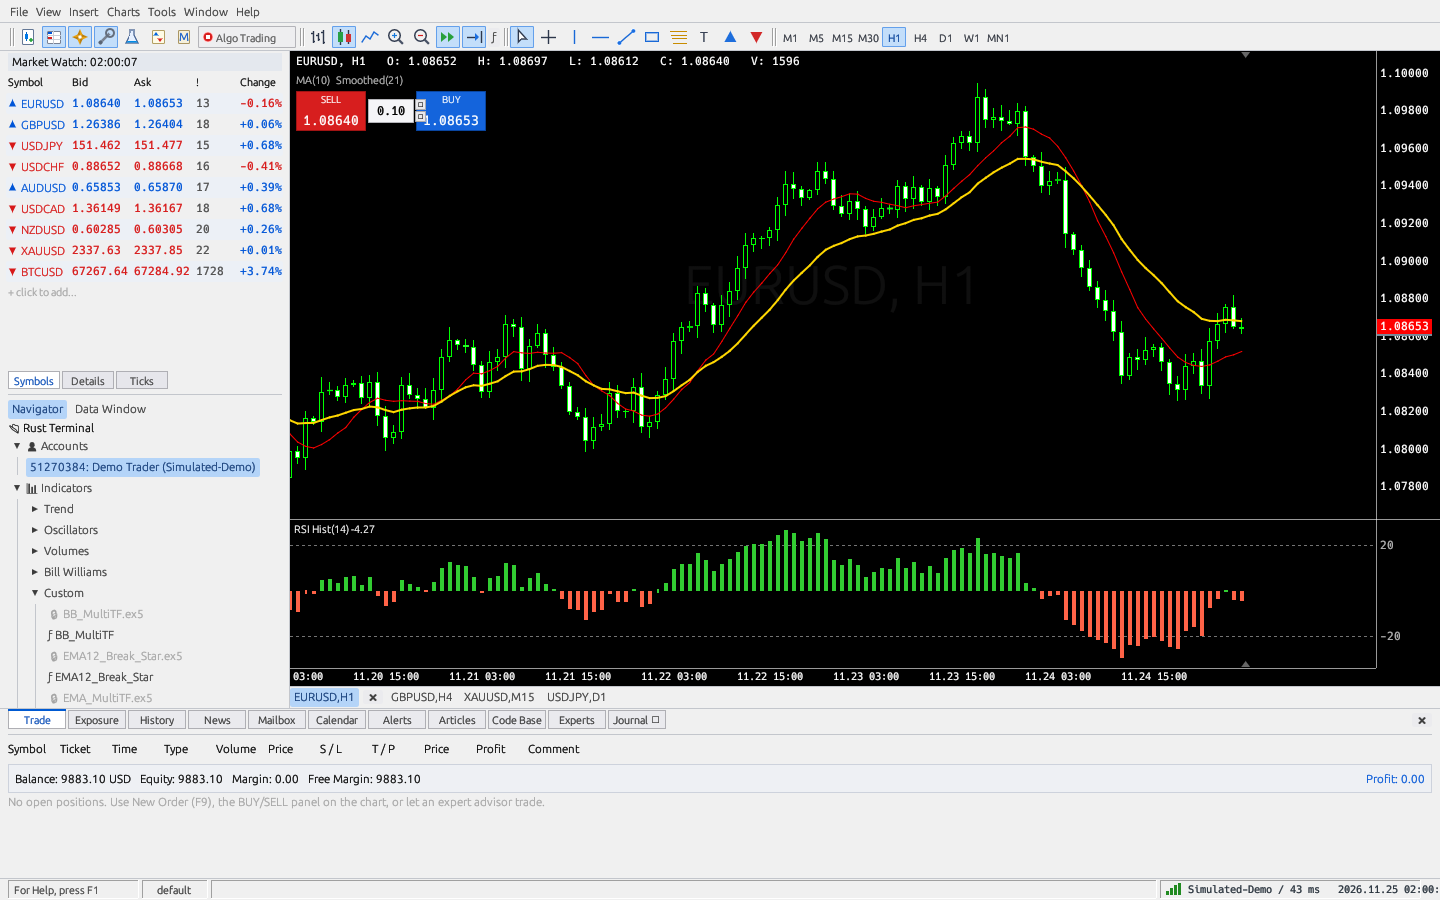 File View Insert Charts Tools Window Help
Algo Trading
T
M1 M5 M15 M30 H1 H4 D1 W1 MN1
Market Watch: 02:00:07
Symbol Bid Ask ! Change
EURUSD 1.08640 1.08653 13 -0.16%
GBPUSD 1.26386 1.26404 18 +0.06%
USDJPY 151.462 151.477 15 +0.68%
USDCHF 0.88652 0.88668 16 -0.41%
AUDUSD 0.65853 0.65870 17 +0.39%
USDCAD 1.36149 1.36167 18 +0.68%
NZDUSD 0.60285 0.60305 20 +0.26%
XAUUSD 2337.63 2337.85 22 +0.01%
BTCUSD 67267.64 67284.92 1728 +3.74%
+ click to add...
Symbols Details Ticks
Navigator Data Window
Rust Terminal
Accounts
51270384: Demo Trader (Simulated-Demo)
Indicators
Trend
Oscillators
Volumes
Bill Williams
Custom
BB_MultiTF.ex5
BB_MultiTF
EMA12_Break_Star.ex5
EMA12_Break_Star
EMA_MultiTF.ex5
EURUSD, H1 O: 1.08652 H: 1.08697 L: 1.08612 C: 1.08640 V: 1596
MA(10) Smoothed(21)
SELL
1.08640
0.10
BUY
1.08653
EURUSD, H1
1.10000
1.09800
1.09600
1.09400
1.09200
1.09000
1.08800
1.08653
1.08600
1.08400
1.08200
1.08000
1.07800
RSI Hist(14)-4.27
20
-20
03:00 11.20 15:00 11.21 03:00 11.21 15:00 11.22 03:00 11.22 15:00 11.23 03:00 11.23 15:00 11.24 03:00 11.24 15:00
EURUSD,H1 GBPUSD,H4 XAUUSD,M15 USDJPY,D1
Trade Exposure History News Mailbox Calendar Alerts Articles Code Base Experts Journal
Symbol Ticket Time Type Volume Price S / L T / P Price Profit Comment
Balance: 9883.10 USD Equity: 9883.10 Margin: 0.00 Free Margin: 9883.10 Profit: 0.00
No open positions. Use New Order (F9), the BUY/SELL panel on the chart, or let an expert advisor trade.
For Help, press F1 default Simulated-Demo / 43 ms 2026.11.25 02:00: